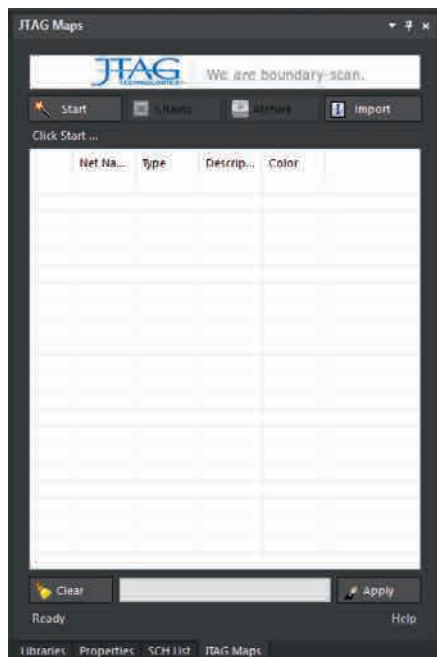 JTAG Maps
JTAG We are boundary-scan.
TECHNOLOGIES
Start Archive Import
Click Start ...
Net Na... Type Descrip... Color
Clear Apply
Ready Help
Libraries Properties SCH List JTAG Maps